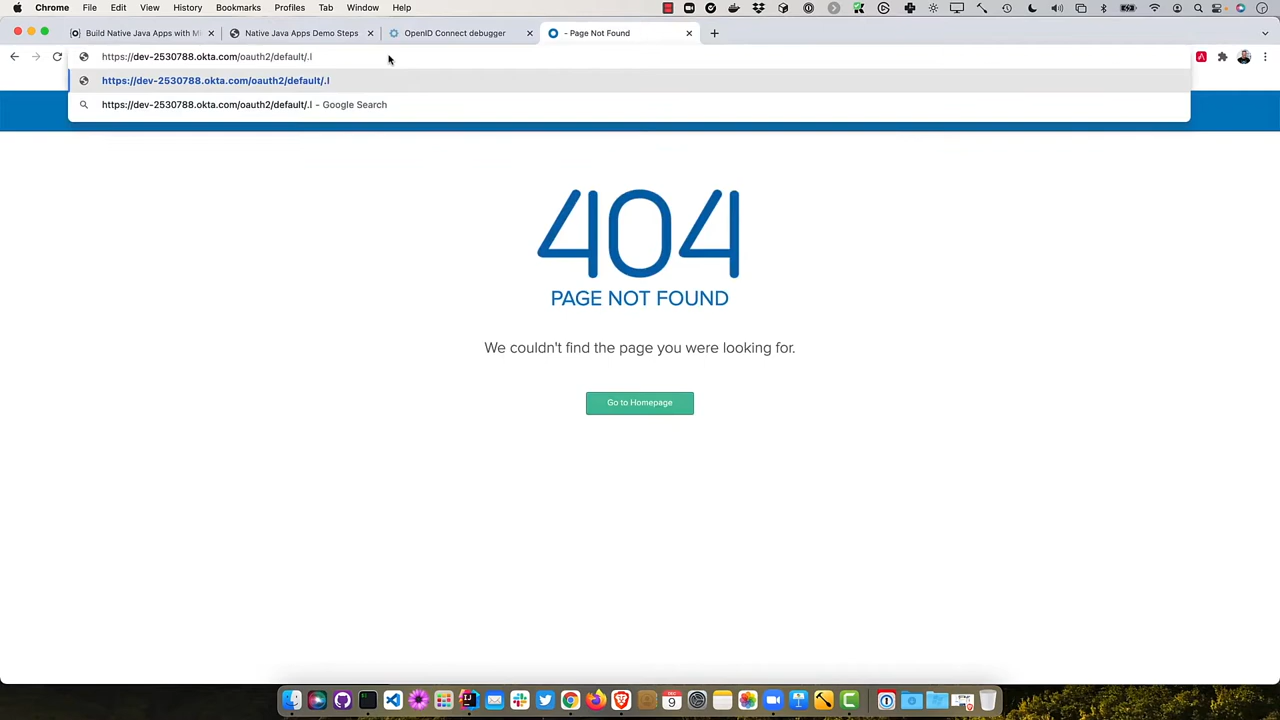 Chrome File Edit View History Bookmarks Profiles Tab Window Help
Build Native Java Apps with Mi
Native Java Apps Demo Steps
OpenID Connect debugger
- Page Not Found
https://dev-2530788.okta.com/oauth2/default/.l
https://dev-2530788.okta.com/oauth2/default/.l
https://dev-2530788.okta.com/oauth2/default/.l - Google Search
404
PAGE NOT FOUND
We couldn't find the page you were looking for.
Go to Homepage
9